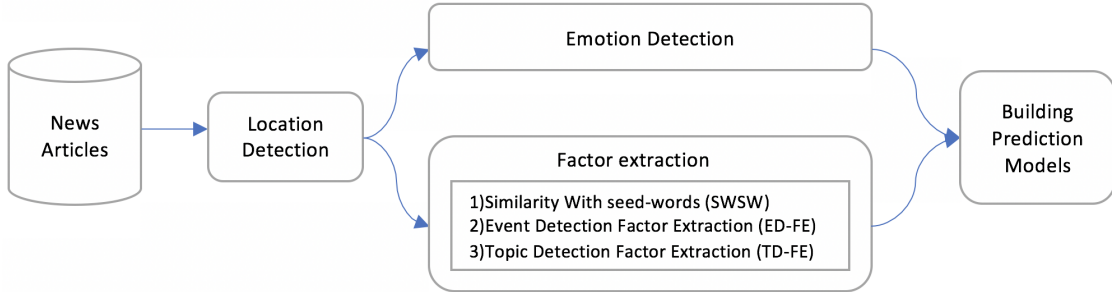 News
Articles
Location
Detection
Emotion Detection
Factor extraction
1)Similarity With seed-words (SWSW)
2)Event Detection Factor Extraction (ED-FE)
3)Topic Detection Factor Extraction (TD-FE)
Building
Prediction
Models